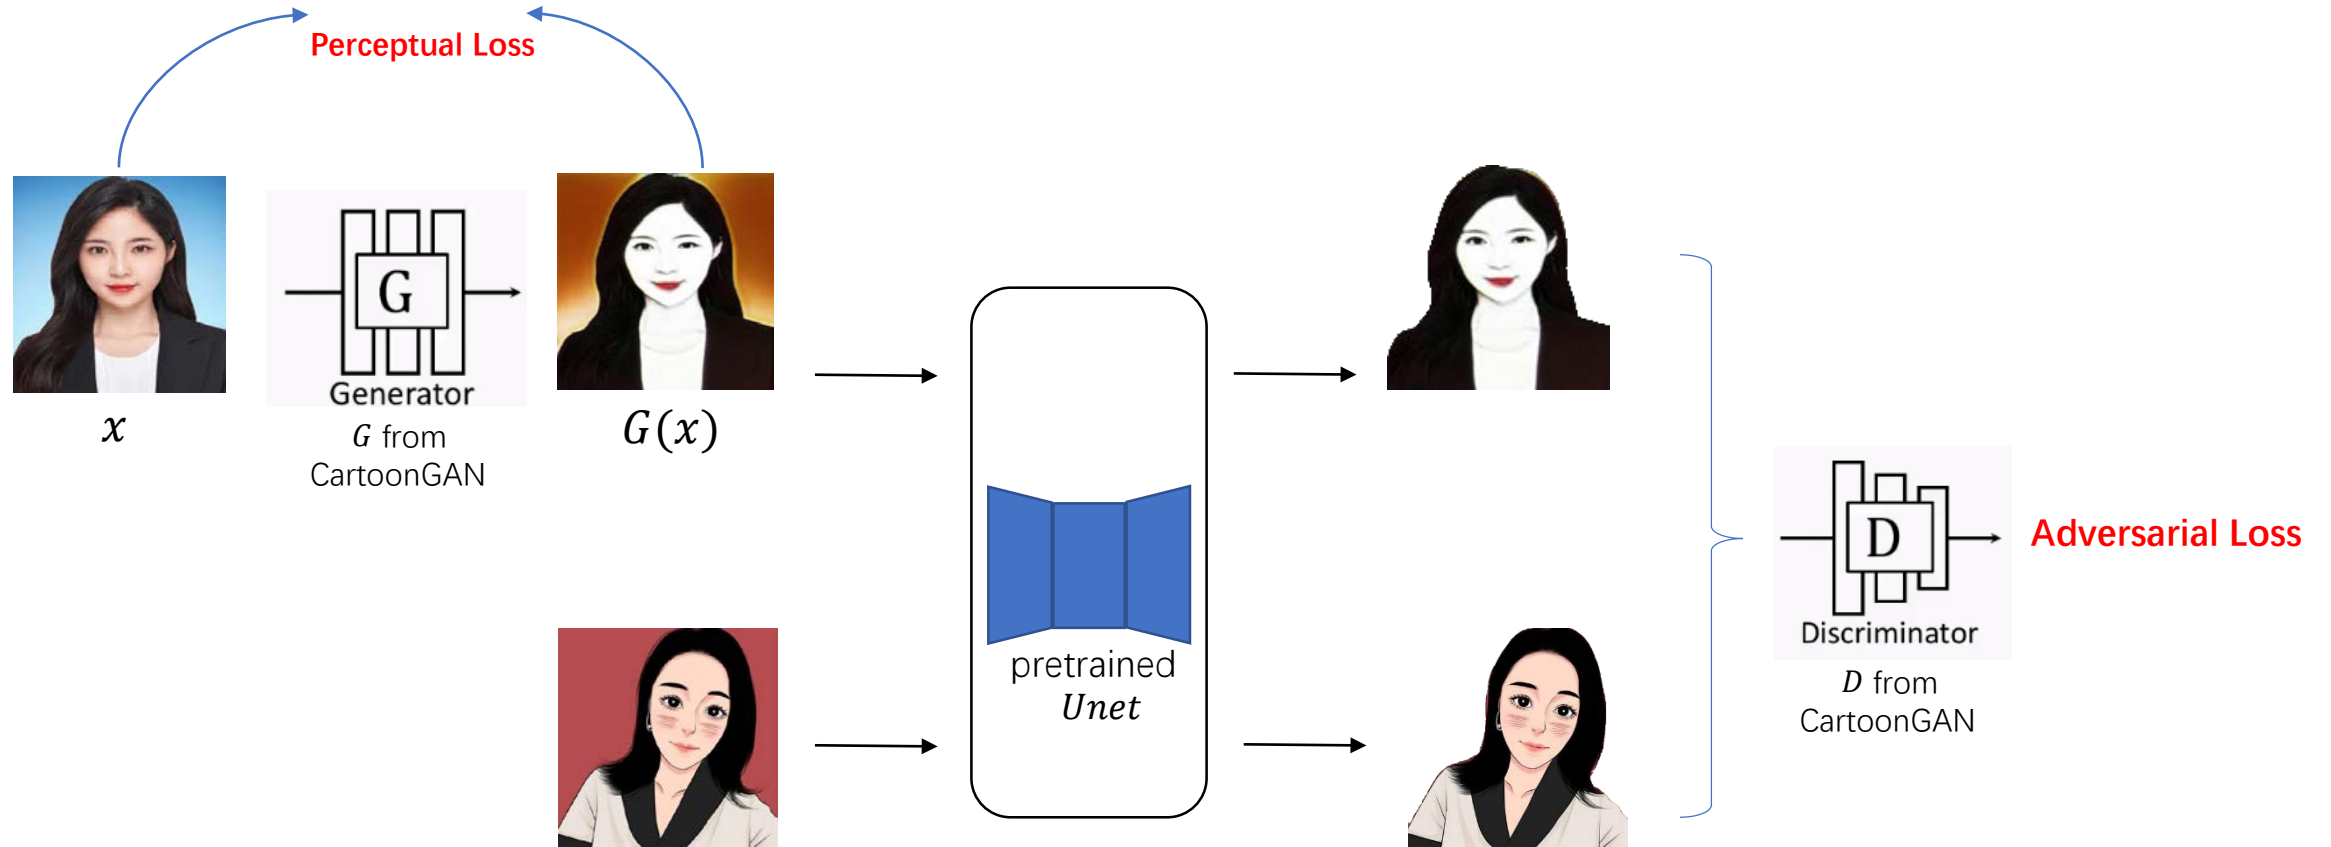 Perceptual Loss
G
Generator
x
G from
CartoonGAN
G(x)
pretrained
Unet
D
Discriminator
D from
CartoonGAN
Adversarial Loss